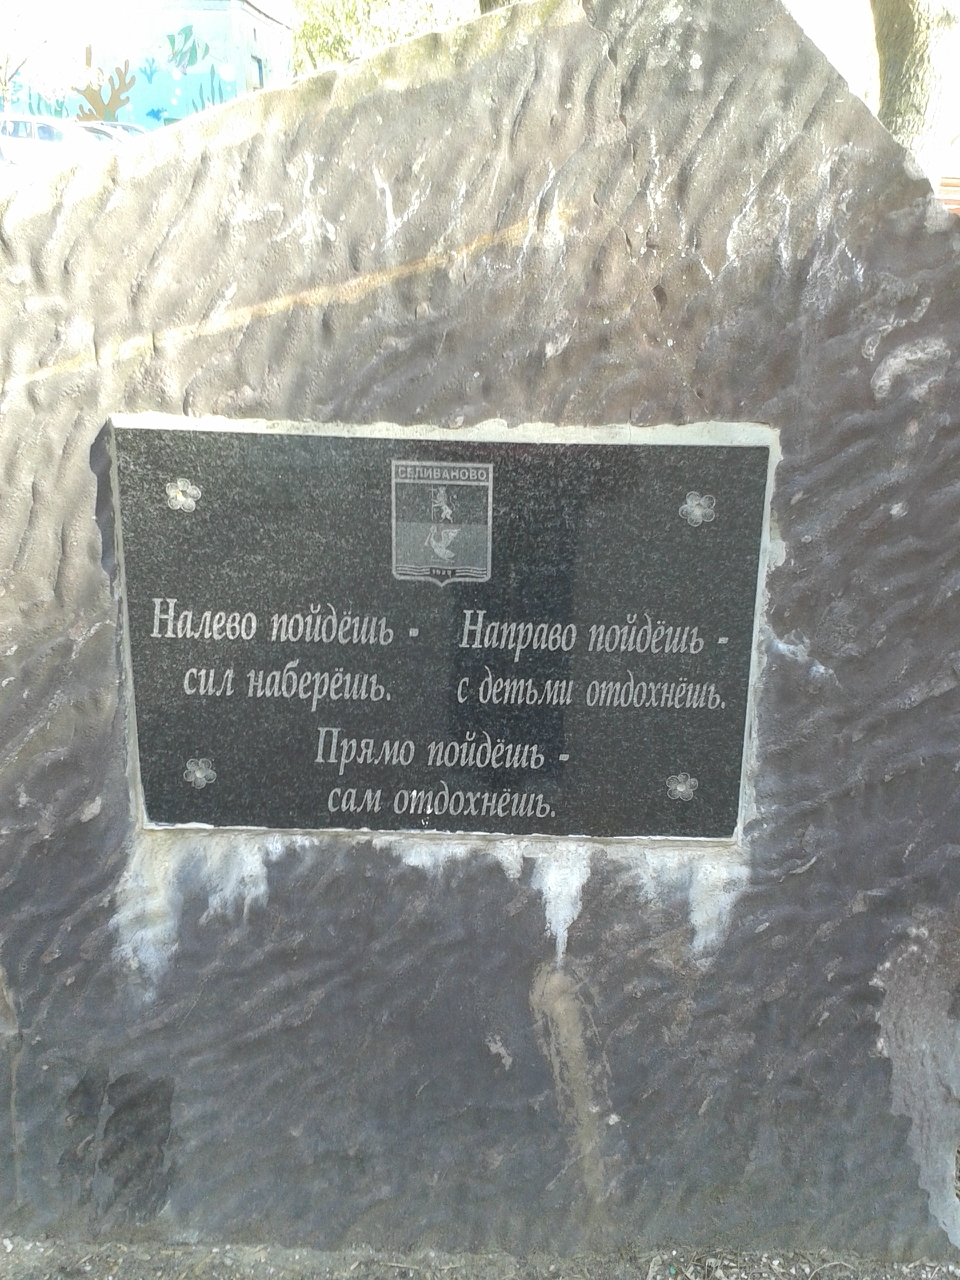 СЕЛИВАНОВО
Налево пойдёшь -
сил наберёшь.
Направо пойдёшь -
с детьми отдохнёшь.
Прямо пойдёшь -
сам отдохнёшь.